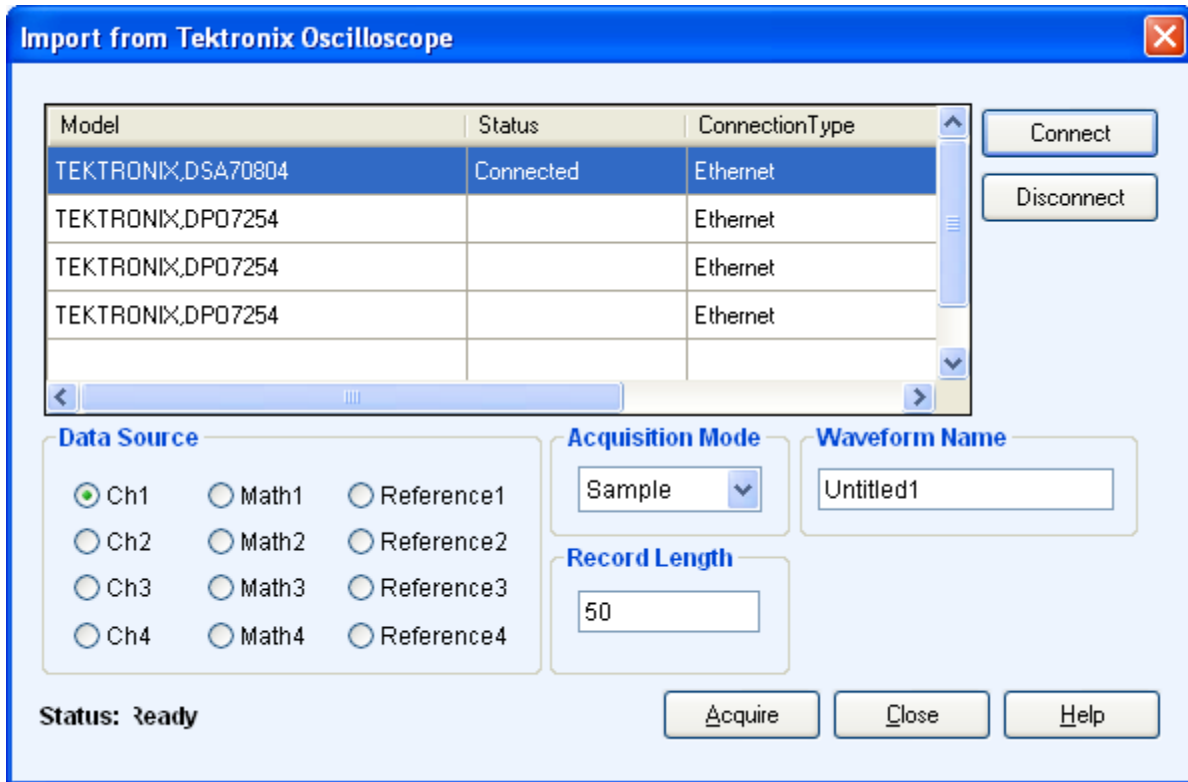 Import from Tektronix Oscilloscope
Model Status ConnectionType
TEKTRONIX,DSA70804 Connected Ethernet
TEKTRONIX,DPO7254 Ethernet
TEKTRONIX,DPO7254 Ethernet
TEKTRONIX,DPO7254 Ethernet
Connect
Disconnect
Data Source
Ch1 Math1 Reference1
Ch2 Math2 Reference2
Ch3 Math3 Reference3
Ch4 Math4 Reference4
Acquisition Mode
Sample
Waveform Name
Untitled1
Record Length
50
Status: Ready
Acquire Close Help